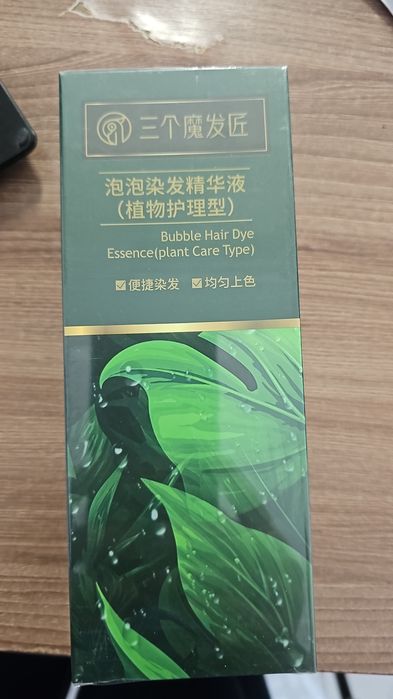 三个魔发匠
泡泡染发精华液
（植物护理型）
Bubble Hair Dye
Essence(plant Care Type)
便捷染发 均匀上色